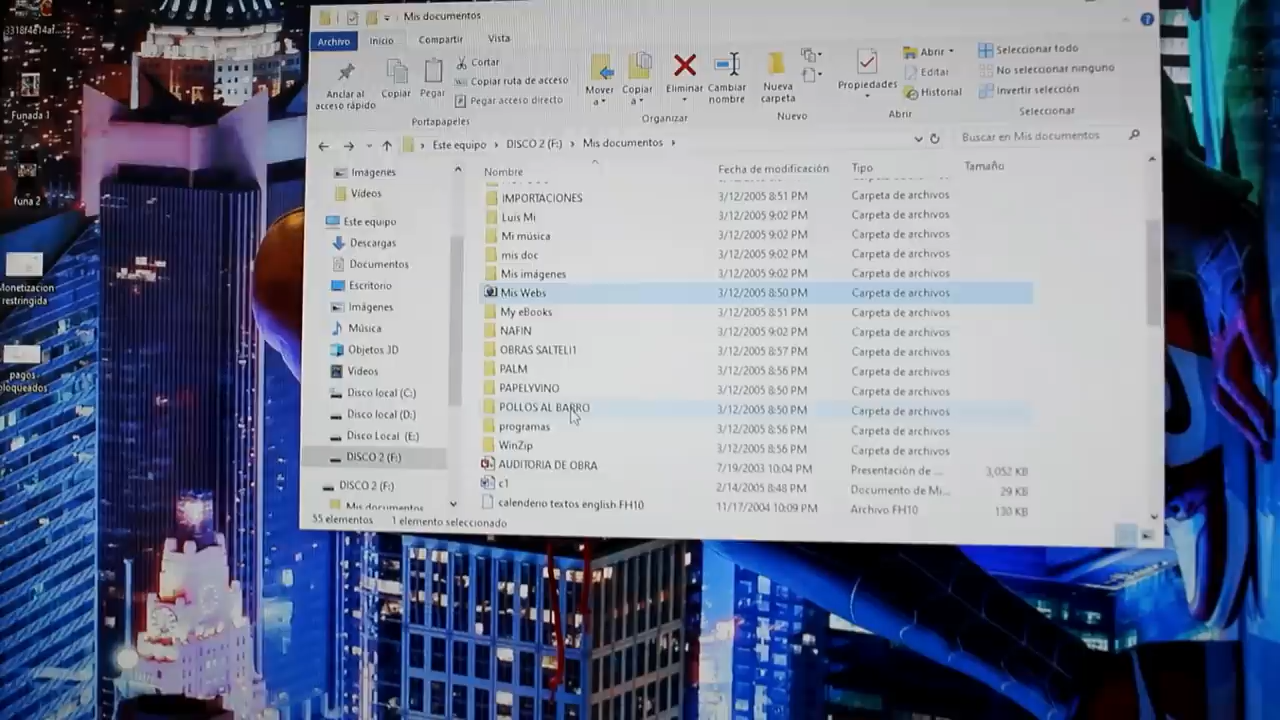 3318f4e14af...
Funada 1
funa 2
Monetizacion
restringida
pagos
bloqueados
Mis documentos
Archivo Inicio Compartir Vista
Anclar al
acceso rápido
Copiar
Pegar
Cortar
Copiar ruta de acceso
Pegar acceso directo
Portapapeles
Mover
a
Copiar
a
Eliminar
Cambiar
nombre
Organizar
Nueva
carpeta
Nuevo
Propiedades
Abrir
Editar
Historial
Abrir
Seleccionar todo
No seleccionar ninguno
Invertir selección
Seleccionar
Este equipo > DISCO 2 (F:) > Mis documentos >
Buscar en Mis documentos
Imágenes
Vídeos
Este equipo
Descargas
Documentos
Escritorio
Imágenes
Música
Objetos 3D
Vídeos
Disco local (C:)
Disco local (D:)
Disco Local (E:)
DISCO 2 (F:)
DISCO 2 (F:)
Mis documentos
Nombre Fecha de modificación Tipo Tamaño
IMPORTACIONES 3/12/2005 8:51 PM Carpeta de archivos
Luis Mi 3/12/2005 9:02 PM Carpeta de archivos
Mi música 3/12/2005 9:02 PM Carpeta de archivos
mis doc 3/12/2005 9:02 PM Carpeta de archivos
Mis imágenes 3/12/2005 9:02 PM Carpeta de archivos
Mis Webs 3/12/2005 8:50 PM Carpeta de archivos
My eBooks 3/12/2005 8:51 PM Carpeta de archivos
NAFIN 3/12/2005 9:02 PM Carpeta de archivos
OBRAS SALTELI1 3/12/2005 8:57 PM Carpeta de archivos
PALM 3/12/2005 8:56 PM Carpeta de archivos
PAPELYVINO 3/12/2005 8:50 PM Carpeta de archivos
POLLOS AL BARRO 3/12/2005 8:50 PM Carpeta de archivos
programas 3/12/2005 8:56 PM Carpeta de archivos
WinZip 3/12/2005 8:56 PM Carpeta de archivos
AUDITORIA DE OBRA 7/19/2003 10:04 PM Presentación de ... 3,052 KB
c1 2/14/2005 8:48 PM Documento de Mi... 29 KB
calenderio textos english.FH10 11/17/2004 10:09 PM Archivo FH10 130 KB
55 elementos 1 elemento seleccionado